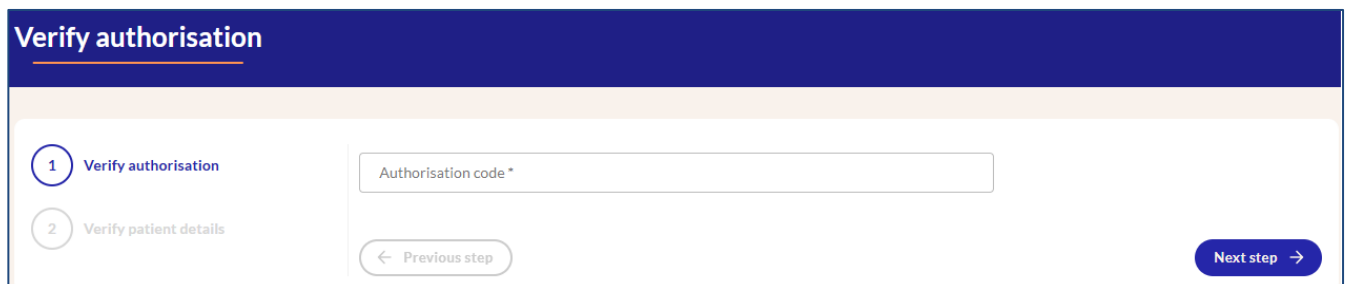 Verify authorisation
1 Verify authorisation
Authorisation code *
2 Verify patient details
← Previous step
Next step →